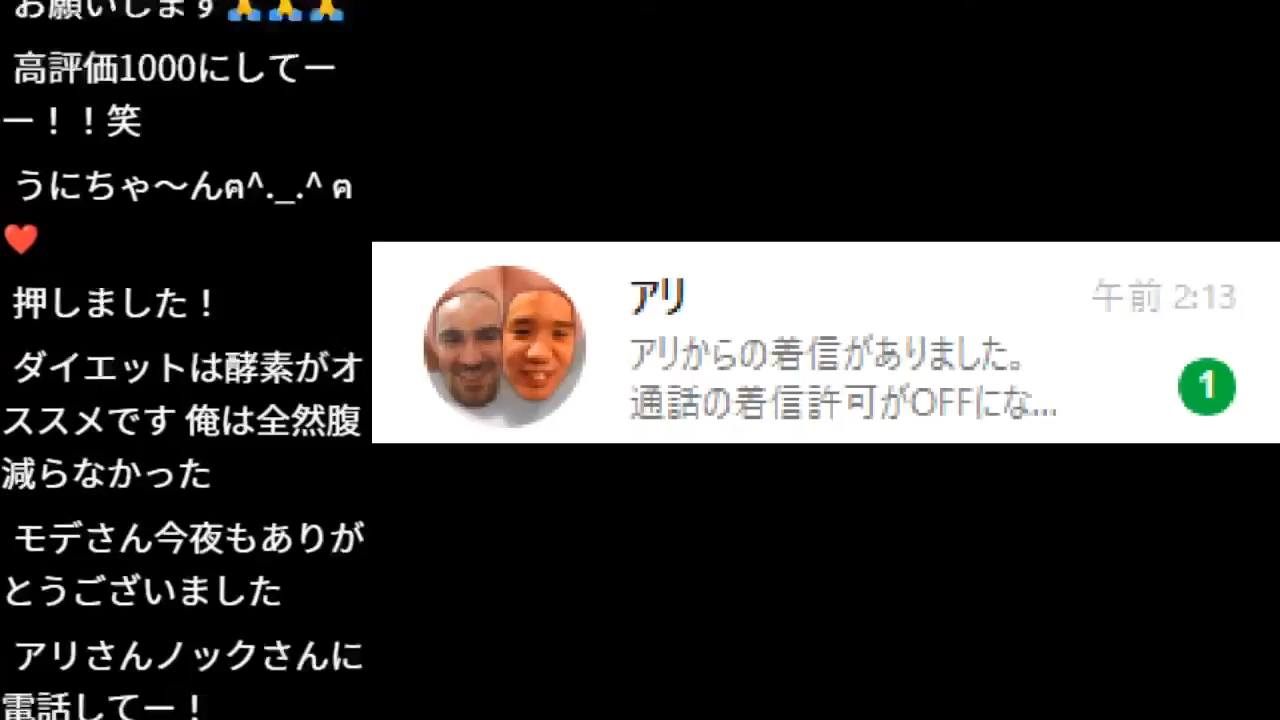 お願いします🙏🙏🙏
高評価1000にしてー
ー！！笑
うにちゃ〜んฅ^._.^ฅ
❤️
押しました！
ダイエットは酵素がオ
ススメです 俺は全然腹
減らなかった
モデさん今夜もありが
とうございました
アリさんノックさんに
電話してー！
アリ
午前 2:13
アリからの着信がありました。
通話の着信許可がOFFにな...
1